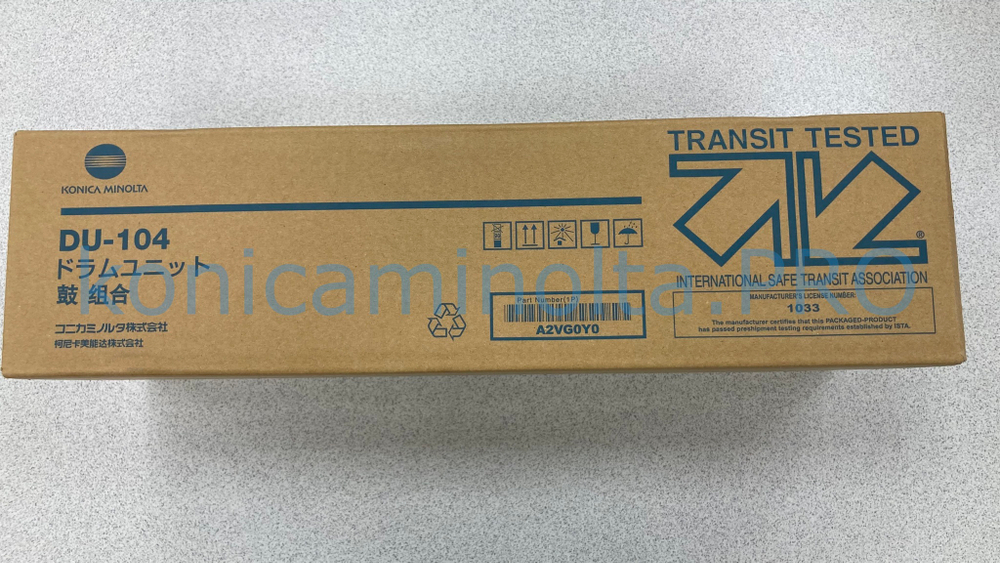 KONICA MINOLTA
DU-104
ドラムユニット
鼓 组合
コニカミノルタ株式会社
柯尼卡美能达株式会社
Part Number(1P)
A2VG0Y0
TRANSIT TESTED
®
INTERNATIONAL SAFE TRANSIT ASSOCIATION
MANUFACTURER'S LICENSE NUMBER:
1033
The manufacturer certifies that this PACKAGED-PRODUCT
has passed preshipment testing requirements established by ISTA.
konicaminolta.PRO